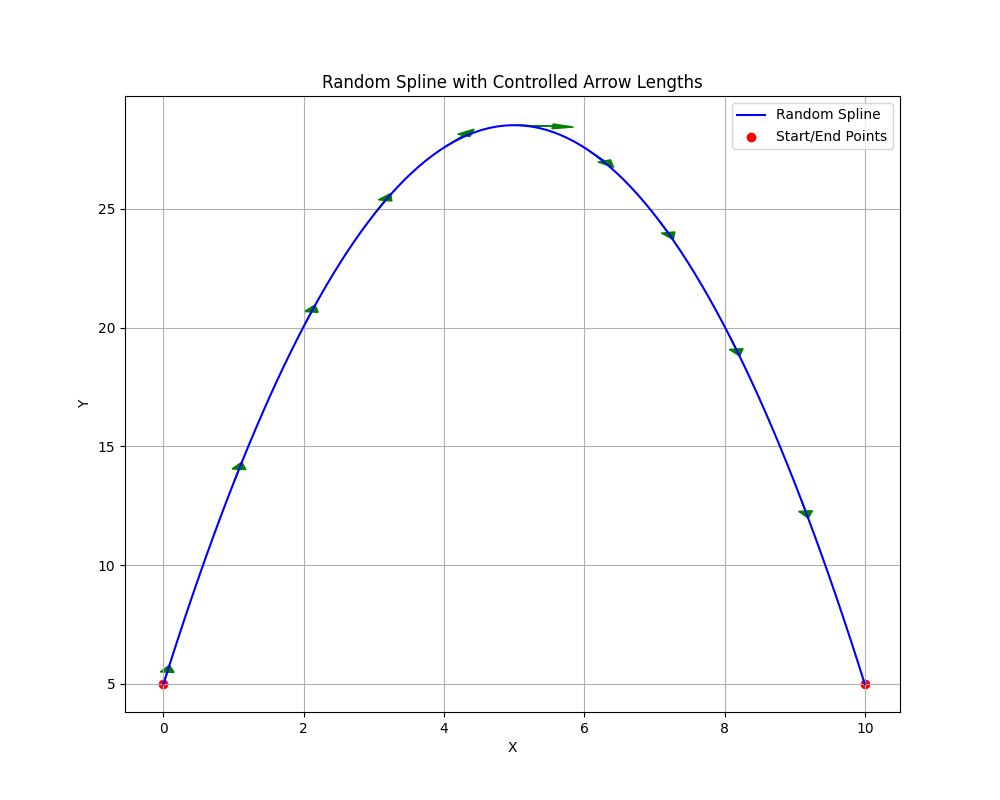 Random Spline with Controlled Arrow Lengths
Random Spline
Start/End Points
Y
25
20
15
10
5
0 2 4 6 8 10
X